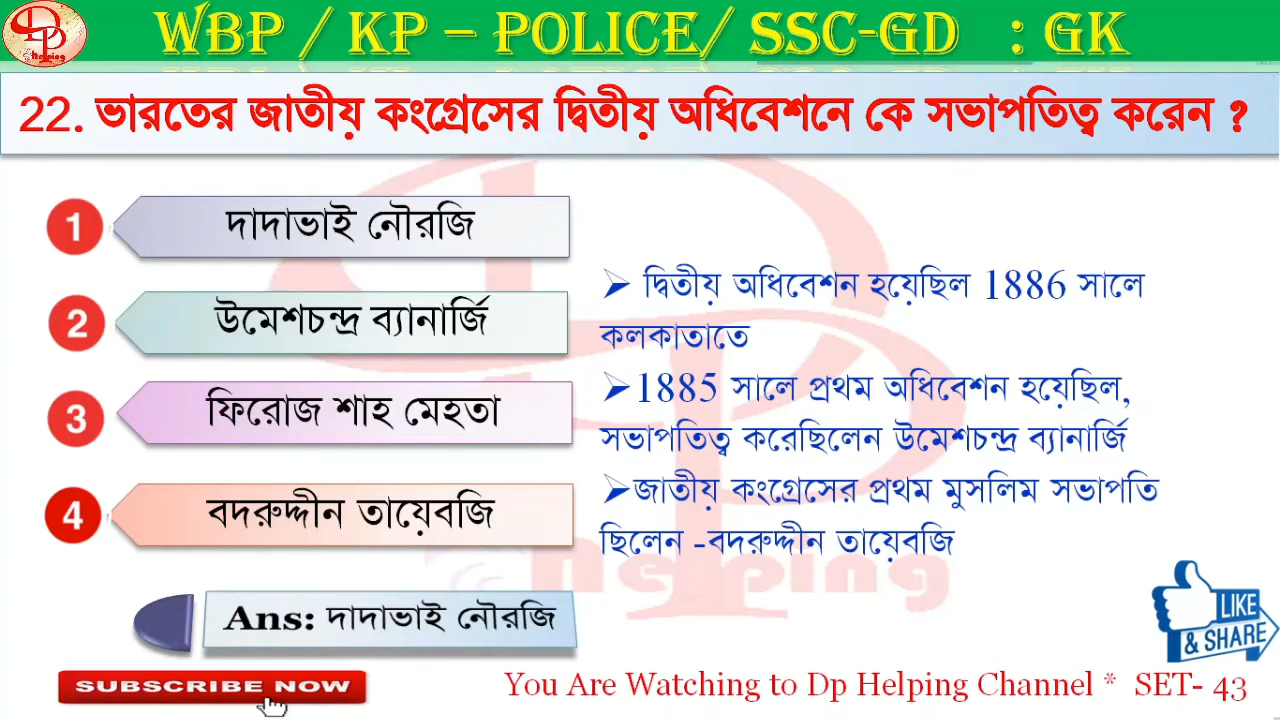 DP
Helping
WBP / KP – POLICE/ SSC-GD : GK
22. ভারতের জাতীয় কংগ্রেসের দ্বিতীয় অধিবেশনে কে সভাপতিত্ব করেন ?
1 দাদাভাই নৌরজি
2 উমেশচন্দ্র ব্যানার্জি
3 ফিরোজ শাহ মেহতা
4 বদরুদ্দীন তায়েবজি
➢ দ্বিতীয় অধিবেশন হয়েছিল 1886 সালে
কলকাতাতে
➢1885 সালে প্রথম অধিবেশন হয়েছিল,
সভাপতিত্ব করেছিলেন উমেশচন্দ্র ব্যানার্জি
➢জাতীয় কংগ্রেসের প্রথম মুসলিম সভাপতি
ছিলেন -বদরুদ্দীন তায়েবজি
Helping
Ans: দাদাভাই নৌরজি
LIKE
& SHARE
SUBSCRIBE NOW
You Are Watching to Dp Helping Channel * SET- 43